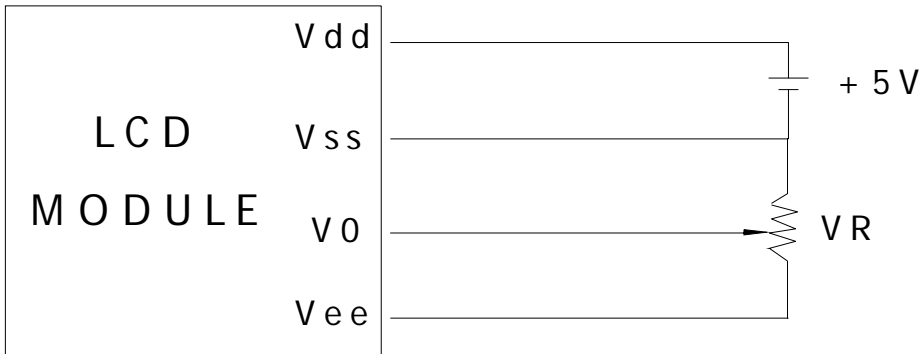 Vdd
+5V
LCD
Vss
MODULE
V0
VR
Vee